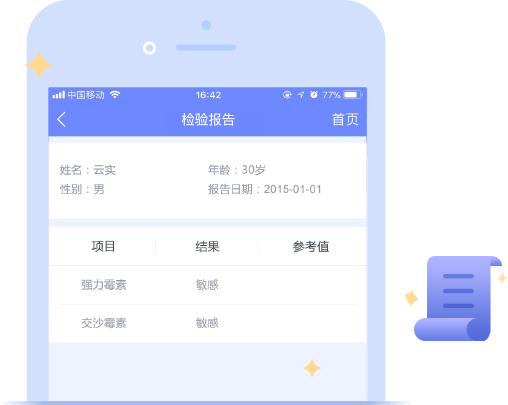 中国移动 16:42 77%
检验报告 首页
姓名：云实 年龄：30岁
性别：男 报告日期：2015-01-01
项目 结果 参考值
强力霉素 敏感
交沙霉素 敏感